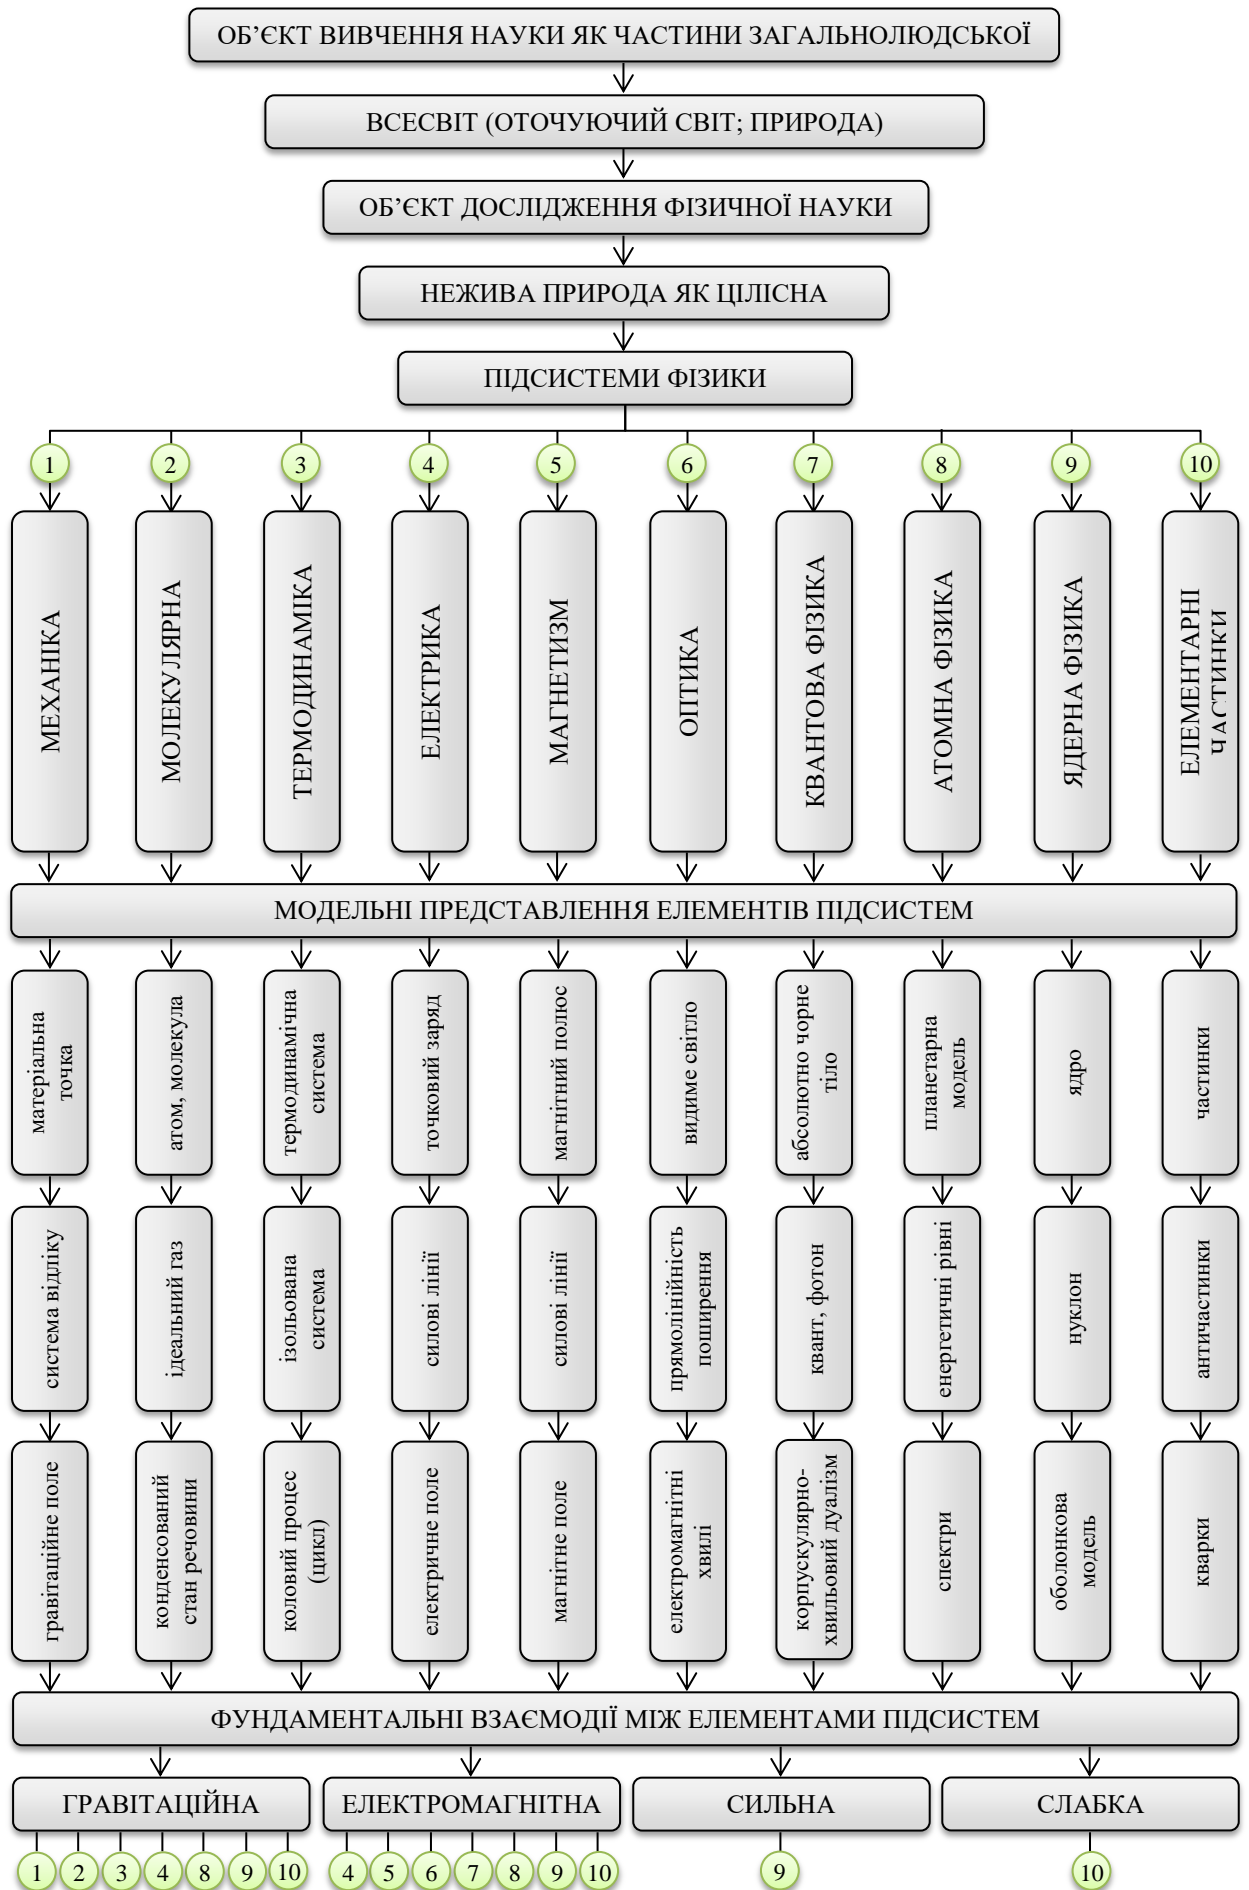 ОБ’ЄКТ ВИВЧЕННЯ НАУКИ ЯК ЧАСТИНИ ЗАГАЛЬНОЛЮДСЬКОЇ
ВСЕСВІТ (ОТОЧУЮЧИЙ СВІТ; ПРИРОДА)
ОБ’ЄКТ ДОСЛІДЖЕННЯ ФІЗИЧНОЇ НАУКИ
НЕЖИВА ПРИРОДА ЯК ЦІЛІСНА
ПІДСИСТЕМИ ФІЗИКИ
1
2
3
4
5
6
7
8
9
10
МЕХАНІКА
МОЛЕКУЛЯРНА
ТЕРМОДИНАМІКА
ЕЛЕКТРИКА
МАГНЕТИЗМ
ОПТИКА
КВАНТОВА ФІЗИКА
АТОМНА ФІЗИКА
ЯДЕРНА ФІЗИКА
ЕЛЕМЕНТАРНІ
ЧАСТИНКИ
МОДЕЛЬНІ ПРЕДСТАВЛЕННЯ ЕЛЕМЕНТІВ ПІДСИСТЕМ
матеріальна
точка
атом, молекула
термодинамічна
система
точковий заряд
магнітний полюс
видиме світло
абсолютно чорне
тіло
планетарна
модель
ядро
частинки
система відліку
ідеальний газ
ізольована
система
силові лінії
силові лінії
прямолінійність
поширення
квант, фотон
енергетичні рівні
нуклон
античастинки
гравітаційне поле
конденсований
стан речовини
коловий процес
(цикл)
електричне поле
магнітне поле
електромагнітні
хвилі
корпускулярно-
хвильовий дуалізм
спектри
оболонкова
модель
кварки
ФУНДАМЕНТАЛЬНІ ВЗАЄМОДІЇ МІЖ ЕЛЕМЕНТАМИ ПІДСИСТЕМ
ГРАВІТАЦІЙНА
ЕЛЕКТРОМАГНІТНА
СИЛЬНА
СЛАБКА
1 2 3 4 8 9 10
4 5 6 7 8 9 10
9
10